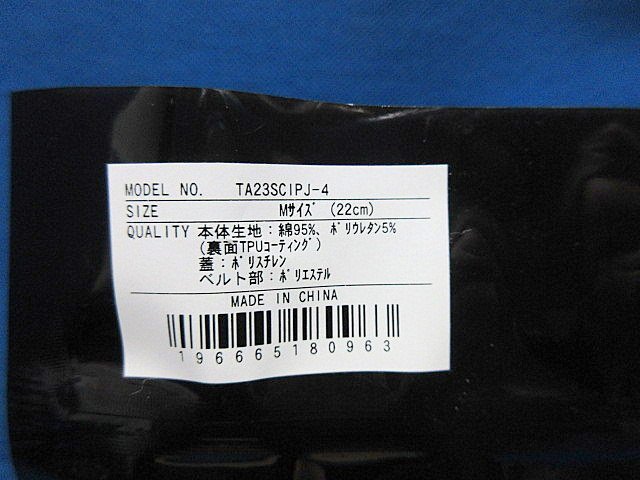 MODEL NO. TA23SCIPJ-4
SIZE Mｻｲｽﾞ (22cm)
QUALITY 本体生地：綿95%、ﾎﾟﾘｳﾚﾀﾝ5%
(裏面TPUｺｰﾃｨﾝｸﾞ)
蓋：ﾎﾟﾘｽﾁﾚﾝ
ベルト部：ﾎﾟﾘｴｽﾃﾙ
MADE IN CHINA
196665180963